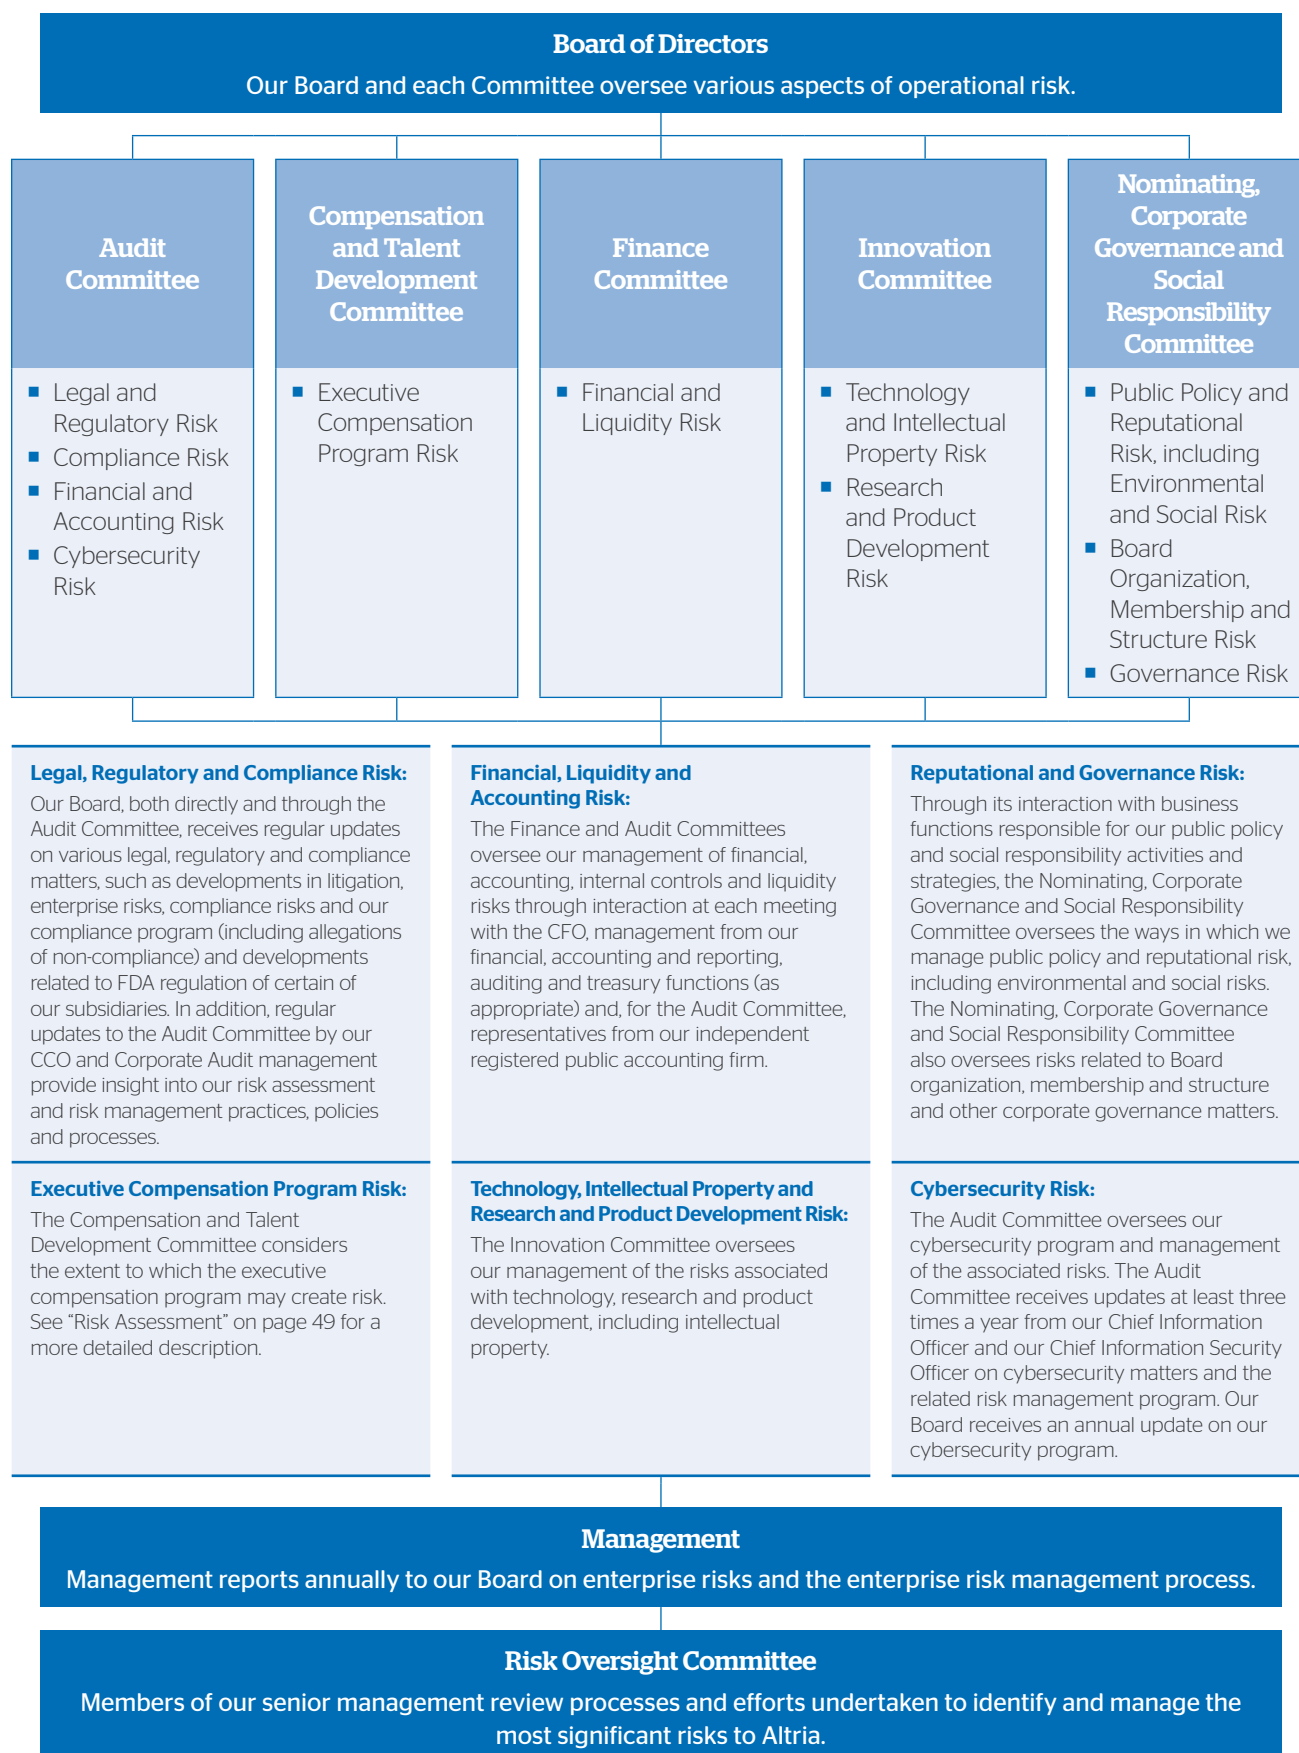 Board of Directors
Our Board and each Committee oversee various aspects of operational risk.
Audit
Committee
Compensation
and Talent
Development
Committee
Finance
Committee
Innovation
Committee
Nominating,
Corporate
Governance and
Social
Responsibility
Committee
■ Legal and
Regulatory Risk
■ Compliance Risk
■ Financial and
Accounting Risk
■ Cybersecurity
Risk
■ Executive
Compensation
Program Risk
■ Financial and
Liquidity Risk
■ Technology
and Intellectual
Property Risk
■ Research
and Product
Development
Risk
■ Public Policy and
Reputational
Risk, including
Environmental
and Social Risk
■ Board
Organization,
Membership and
Structure Risk
■ Governance Risk
Legal, Regulatory and Compliance Risk:
Our Board, both directly and through the
Audit Committee, receives regular updates
on various legal, regulatory and compliance
matters, such as developments in litigation,
enterprise risks, compliance risks and our
compliance program (including allegations
of non-compliance) and developments
related to FDA regulation of certain of
our subsidiaries. In addition, regular
updates to the Audit Committee by our
CCO and Corporate Audit management
provide insight into our risk assessment
and risk management practices, policies
and processes.
Financial, Liquidity and
Accounting Risk:
The Finance and Audit Committees
oversee our management of financial,
accounting, internal controls and liquidity
risks through interaction at each meeting
with the CFO, management from our
financial, accounting and reporting,
auditing and treasury functions (as
appropriate) and, for the Audit Committee,
representatives from our independent
registered public accounting firm.
Reputational and Governance Risk:
Through its interaction with business
functions responsible for our public policy
and social responsibility activities and
strategies, the Nominating, Corporate
Governance and Social Responsibility
Committee oversees the ways in which we
manage public policy and reputational risk,
including environmental and social risks.
The Nominating, Corporate Governance
and Social Responsibility Committee
also oversees risks related to Board
organization, membership and structure
and other corporate governance matters.
Executive Compensation Program Risk:
The Compensation and Talent
Development Committee considers
the extent to which the executive
compensation program may create risk.
See “Risk Assessment” on page 49 for a
more detailed description.
Technology, Intellectual Property and
Research and Product Development Risk:
The Innovation Committee oversees
our management of the risks associated
with technology, research and product
development, including intellectual
property.
Cybersecurity Risk:
The Audit Committee oversees our
cybersecurity program and management
of the associated risks. The Audit
Committee receives updates at least three
times a year from our Chief Information
Officer and our Chief Information Security
Officer on cybersecurity matters and the
related risk management program. Our
Board receives an annual update on our
cybersecurity program.
Management
Management reports annually to our Board on enterprise risks and the enterprise risk management process.
Risk Oversight Committee
Members of our senior management review processes and efforts undertaken to identify and manage the
most significant risks to Altria.